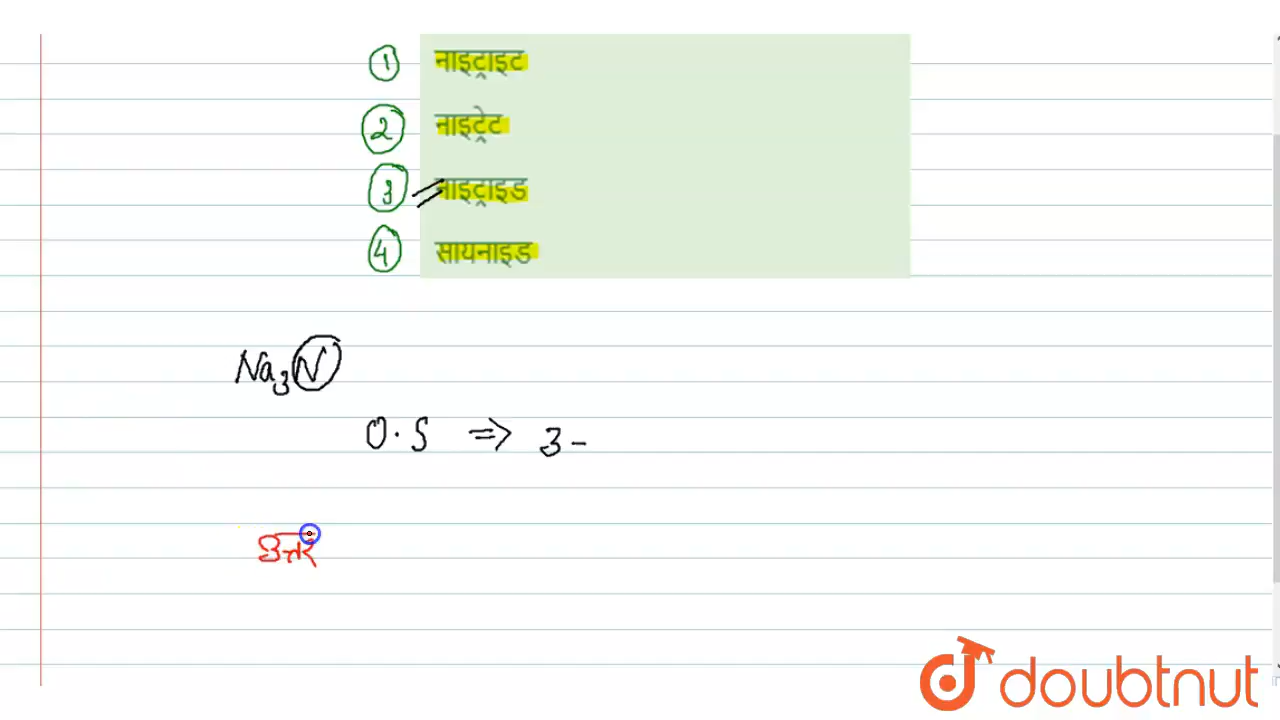 1 नाइट्राइट
2 नाइट्रेट
3 नाइट्राइड
4 सायनाइड
Na₃N
O.S ⇒ 3-
उत्तर
doubtnut